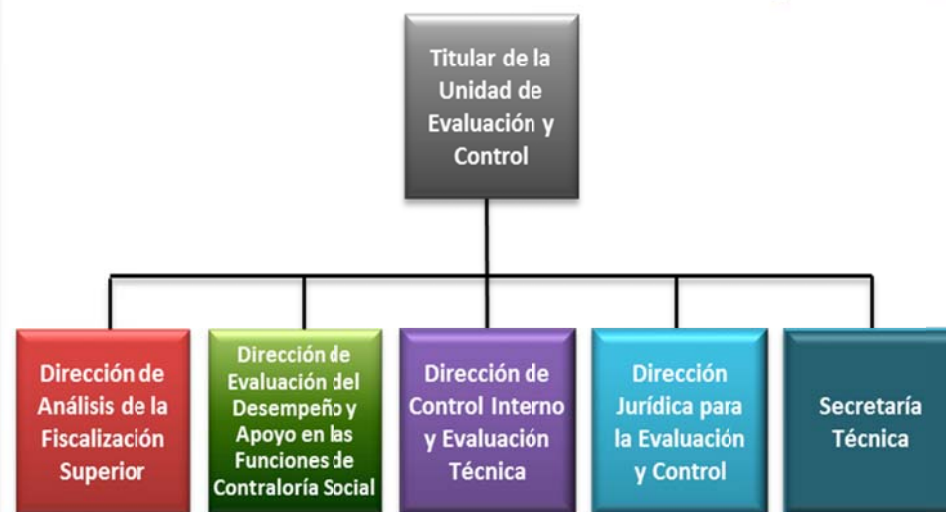 Titular de la
Unidad de
Evaluación y
Control
Dirección de
Análisis de la
Fiscalización
Superior
Dirección de
Evaluación del
Desempeño y
Apoyo en las
Funciones de
Contraloría Social
Dirección de
Control Interno
y Evaluación
Técnica
Dirección
Jurídica para
la Evaluación
y Control
Secretaría
Técnica